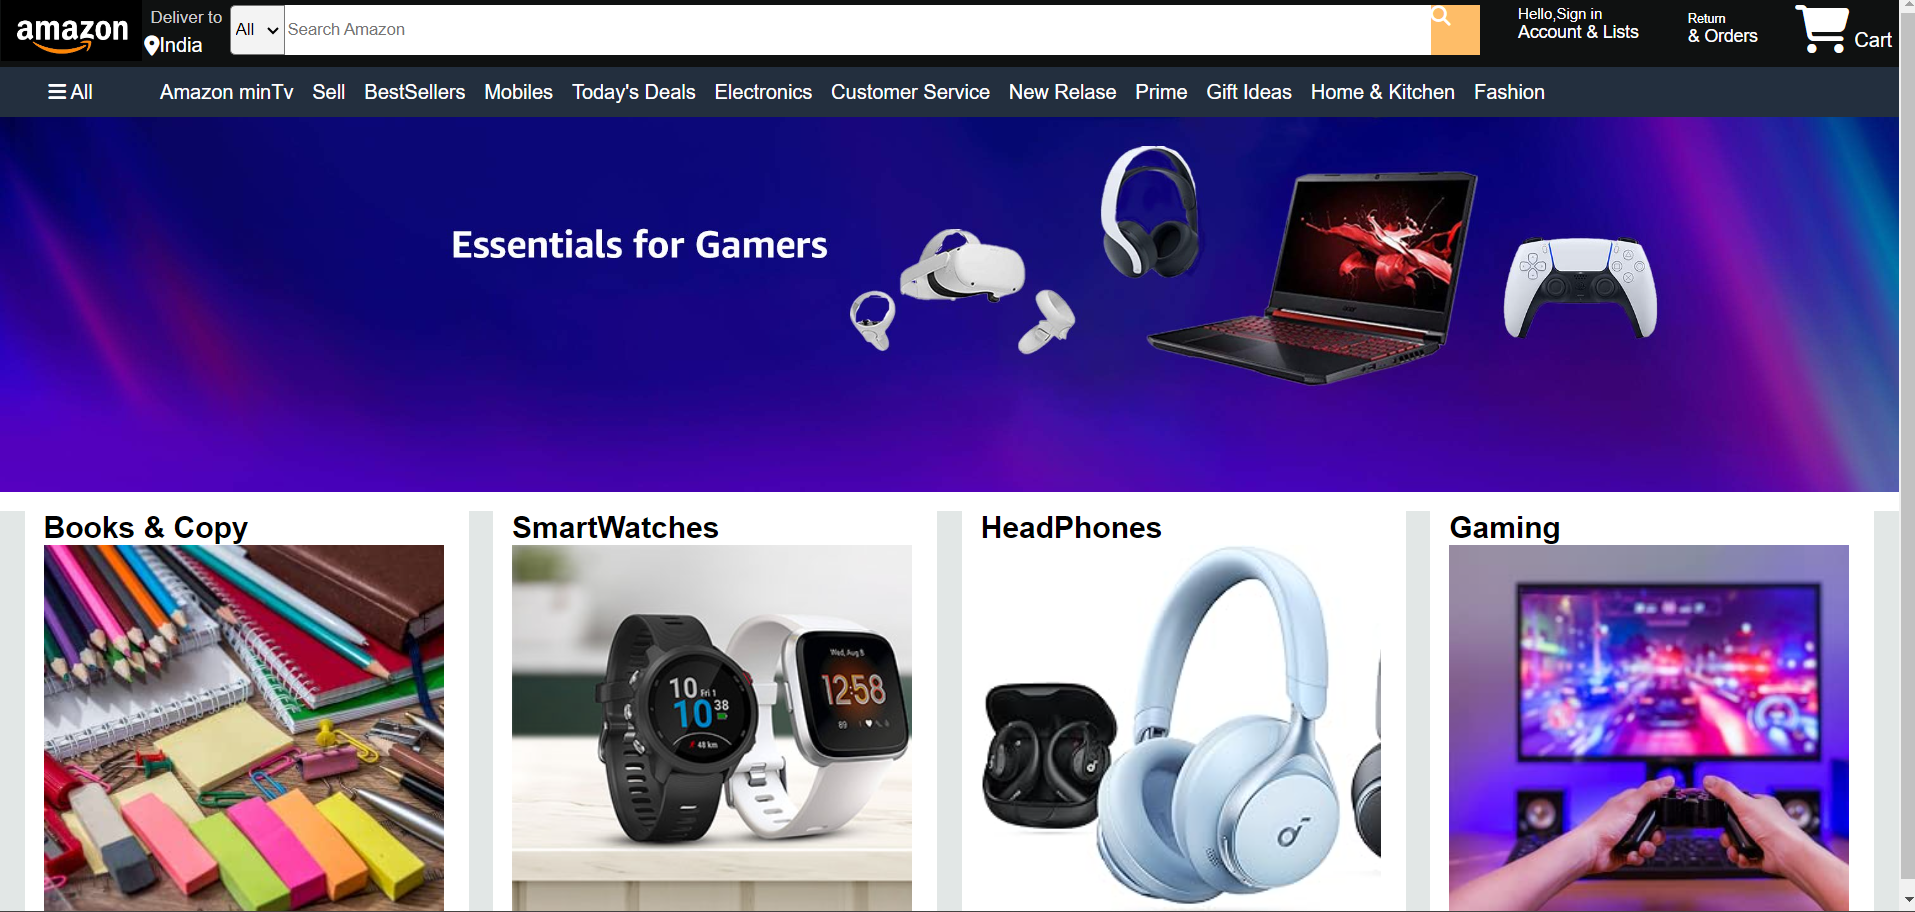 amazon
Deliver to
India
All
Search Amazon
Hello,Sign in
Account & Lists
Return
& Orders
Cart
All
Amazon minTv Sell BestSellers Mobiles Today's Deals Electronics Customer Service New Relase Prime Gift Ideas Home & Kitchen Fashion
Essentials for Gamers
Books & Copy
SmartWatches
HeadPhones
Gaming
10 Fri 1
10 38
48 km
Wed, Aug 8
12:58
89